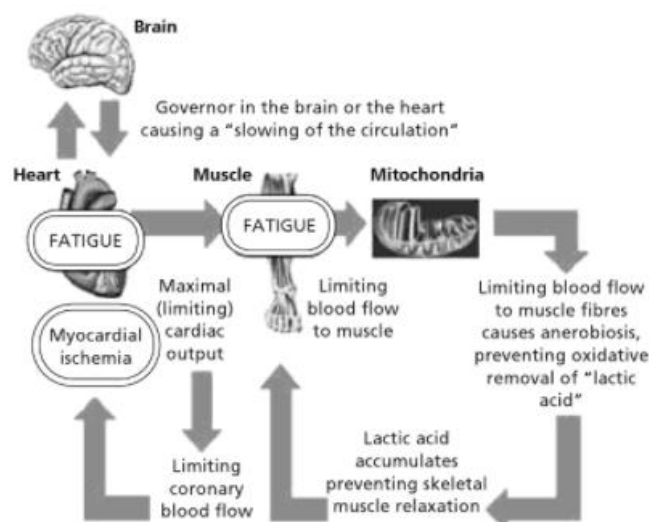 Brain
Governor in the brain or the heart
causing a “slowing of the circulation”
Heart
Muscle
Mitochondria
FATIGUE
FATIGUE
Myocardial
ischemia
Maximal
(limiting)
cardiac
output
Limiting
blood flow
to muscle
Limiting blood flow
to muscle fibres
causes anerobiosis,
preventing oxidative
removal of “lactic
acid”
Limiting
coronary
blood flow
Lactic acid
accumulates
preventing skeletal
muscle relaxation